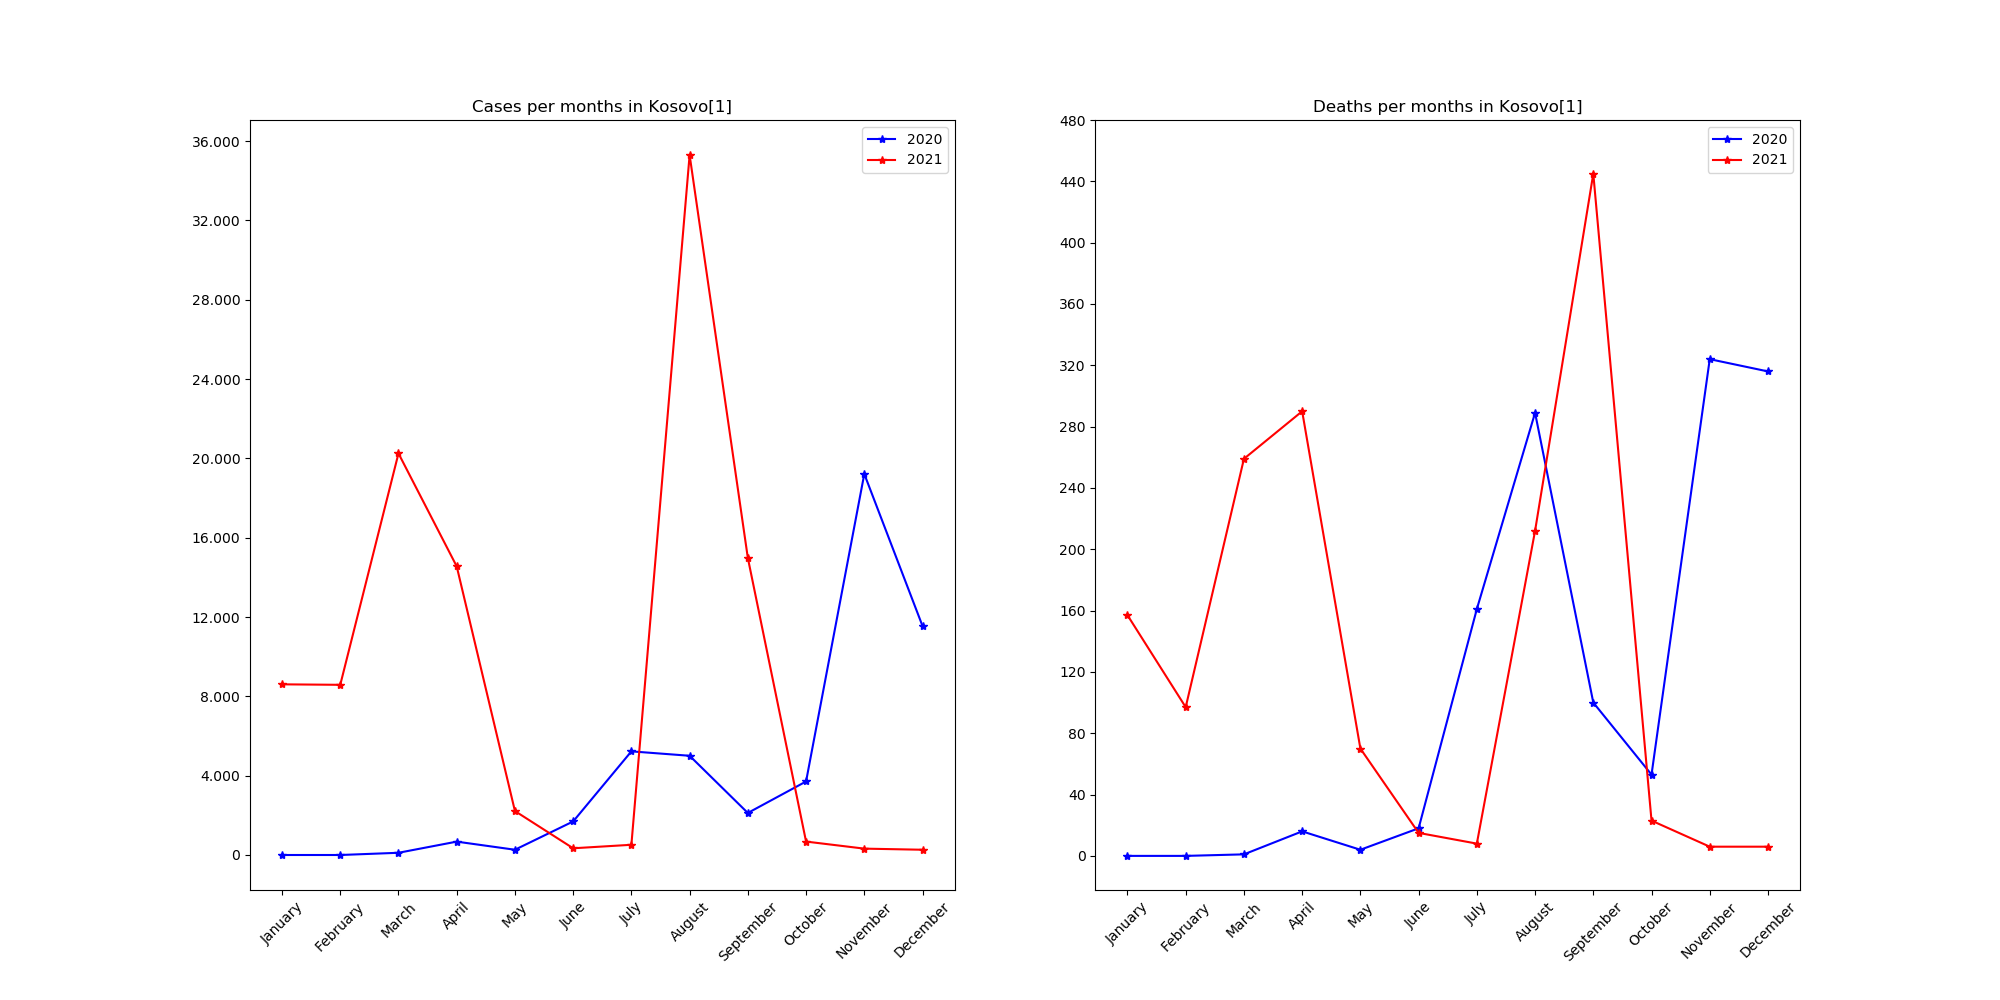 Cases per months in Kosovo[1]
2020
2021
36.000
32.000
28.000
24.000
20.000
16.000
12.000
8.000
4.000
0
January
February
March
April
May
June
July
August
September
October
November
December
Deaths per months in Kosovo[1]
2020
2021
480
440
400
360
320
280
240
200
160
120
80
40
0
January
February
March
April
May
June
July
August
September
October
November
December